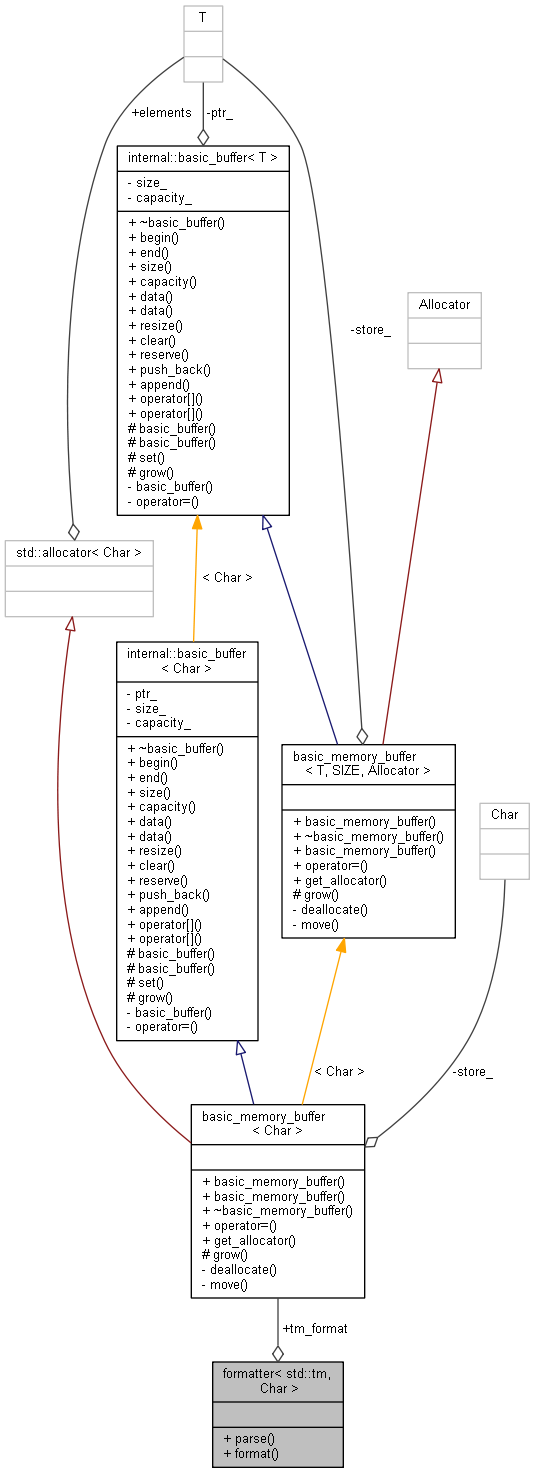 T
+elements
-ptr_
internal::basic_buffer< T >
- size_
- capacity_
+ ~basic_buffer()
+ begin()
+ end()
+ size()
+ capacity()
+ data()
+ data()
+ resize()
+ clear()
+ reserve()
+ push_back()
+ append()
+ operator[]()
+ operator[]()
# basic_buffer()
# basic_buffer()
# set()
# grow()
- basic_buffer()
- operator=()
Allocator
-store_
std::allocator< Char >
< Char >
internal::basic_buffer
< Char >
- ptr_
- size_
- capacity_
+ ~basic_buffer()
+ begin()
+ end()
+ size()
+ capacity()
+ data()
+ data()
+ resize()
+ clear()
+ reserve()
+ push_back()
+ append()
+ operator[]()
+ operator[]()
# basic_buffer()
# basic_buffer()
# set()
# grow()
- basic_buffer()
- operator=()
basic_memory_buffer
< T, SIZE, Allocator >
+ basic_memory_buffer()
+ ~basic_memory_buffer()
+ basic_memory_buffer()
+ operator=()
+ get_allocator()
# grow()
- deallocate()
- move()
Char
< Char >
-store_
basic_memory_buffer
< Char >
+ basic_memory_buffer()
+ basic_memory_buffer()
+ ~basic_memory_buffer()
+ operator=()
+ get_allocator()
# grow()
- deallocate()
- move()
+tm_format
formatter< std::tm,
Char >
+ parse()
+ format()